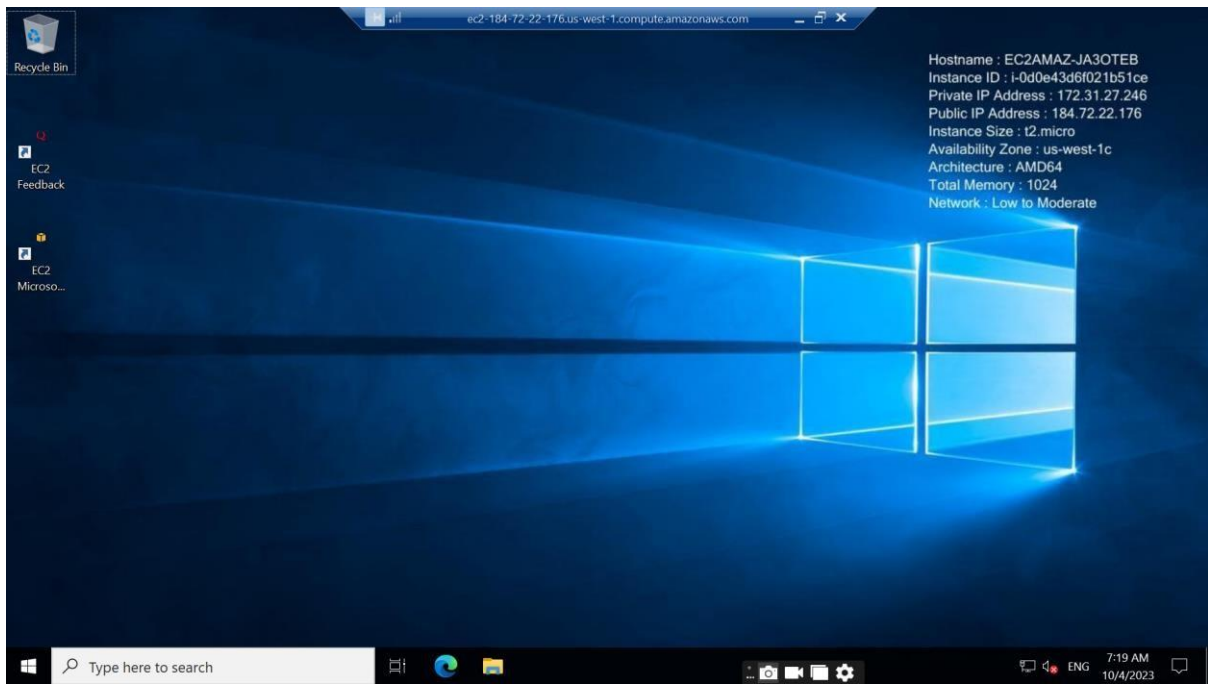 ec2-184-72-22-176.us-west-1.compute.amazonaws.com
Recycle Bin
EC2
Feedback
EC2
Microso...
Hostname : EC2AMAZ-JA3OTEB
Instance ID : i-0d0e43d6f021b51ce
Private IP Address : 172.31.27.246
Public IP Address : 184.72.22.176
Instance Size : t2.micro
Availability Zone : us-west-1c
Architecture : AMD64
Total Memory : 1024
Network : Low to Moderate
Type here to search
ENG
7:19 AM
10/4/2023